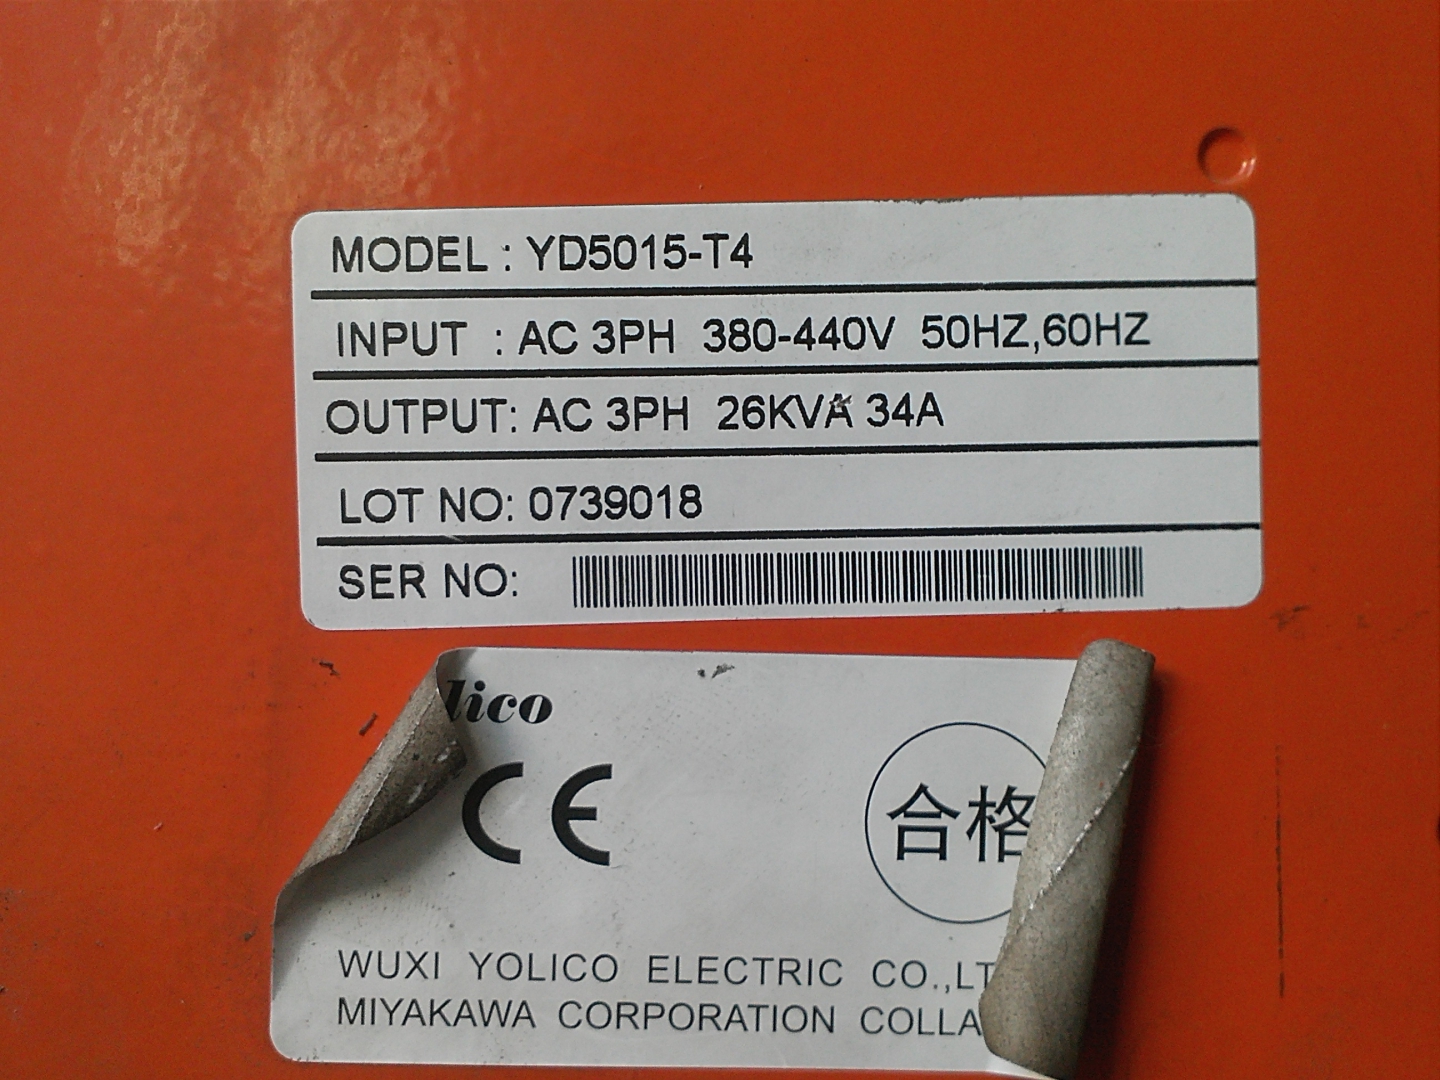 MODEL : YD5015-T4
INPUT : AC 3PH 380-440V 50HZ,60HZ
OUTPUT: AC 3PH 26KVA 34A
LOT NO: 0739018
SER NO:
lico
CE
合格
WUXI YOLICO ELECTRIC CO.,LT
MIYAKAWA CORPORATION COLLA